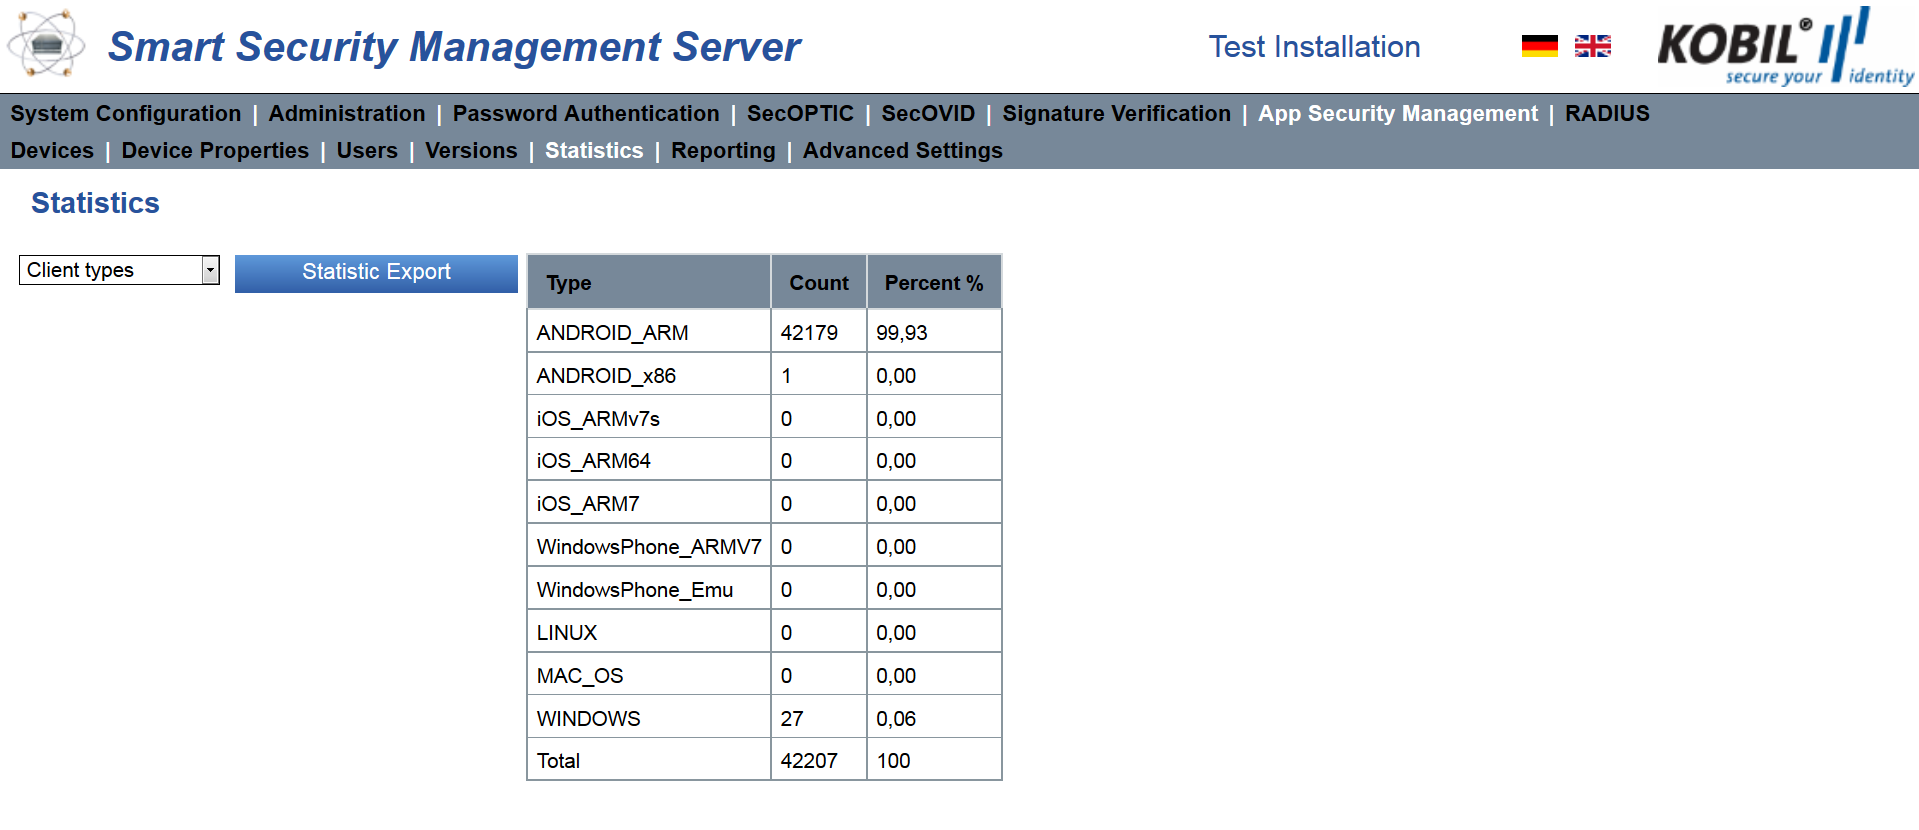 Smart Security Management Server
Test Installation
KOBIL
secure your identity
System Configuration | Administration | Password Authentication | SecOPTIC | SecOVID | Signature Verification | App Security Management | RADIUS
Devices | Device Properties | Users | Versions | Statistics | Reporting | Advanced Settings
Statistics
Client types
Statistic Export
Type Count Percent %
ANDROID_ARM 42179 99,93
ANDROID_x86 1 0,00
iOS_ARMv7s 0 0,00
iOS_ARM64 0 0,00
iOS_ARM7 0 0,00
WindowsPhone_ARMV7 0 0,00
WindowsPhone_Emu 0 0,00
LINUX 0 0,00
MAC_OS 0 0,00
WINDOWS 27 0,06
Total 42207 100